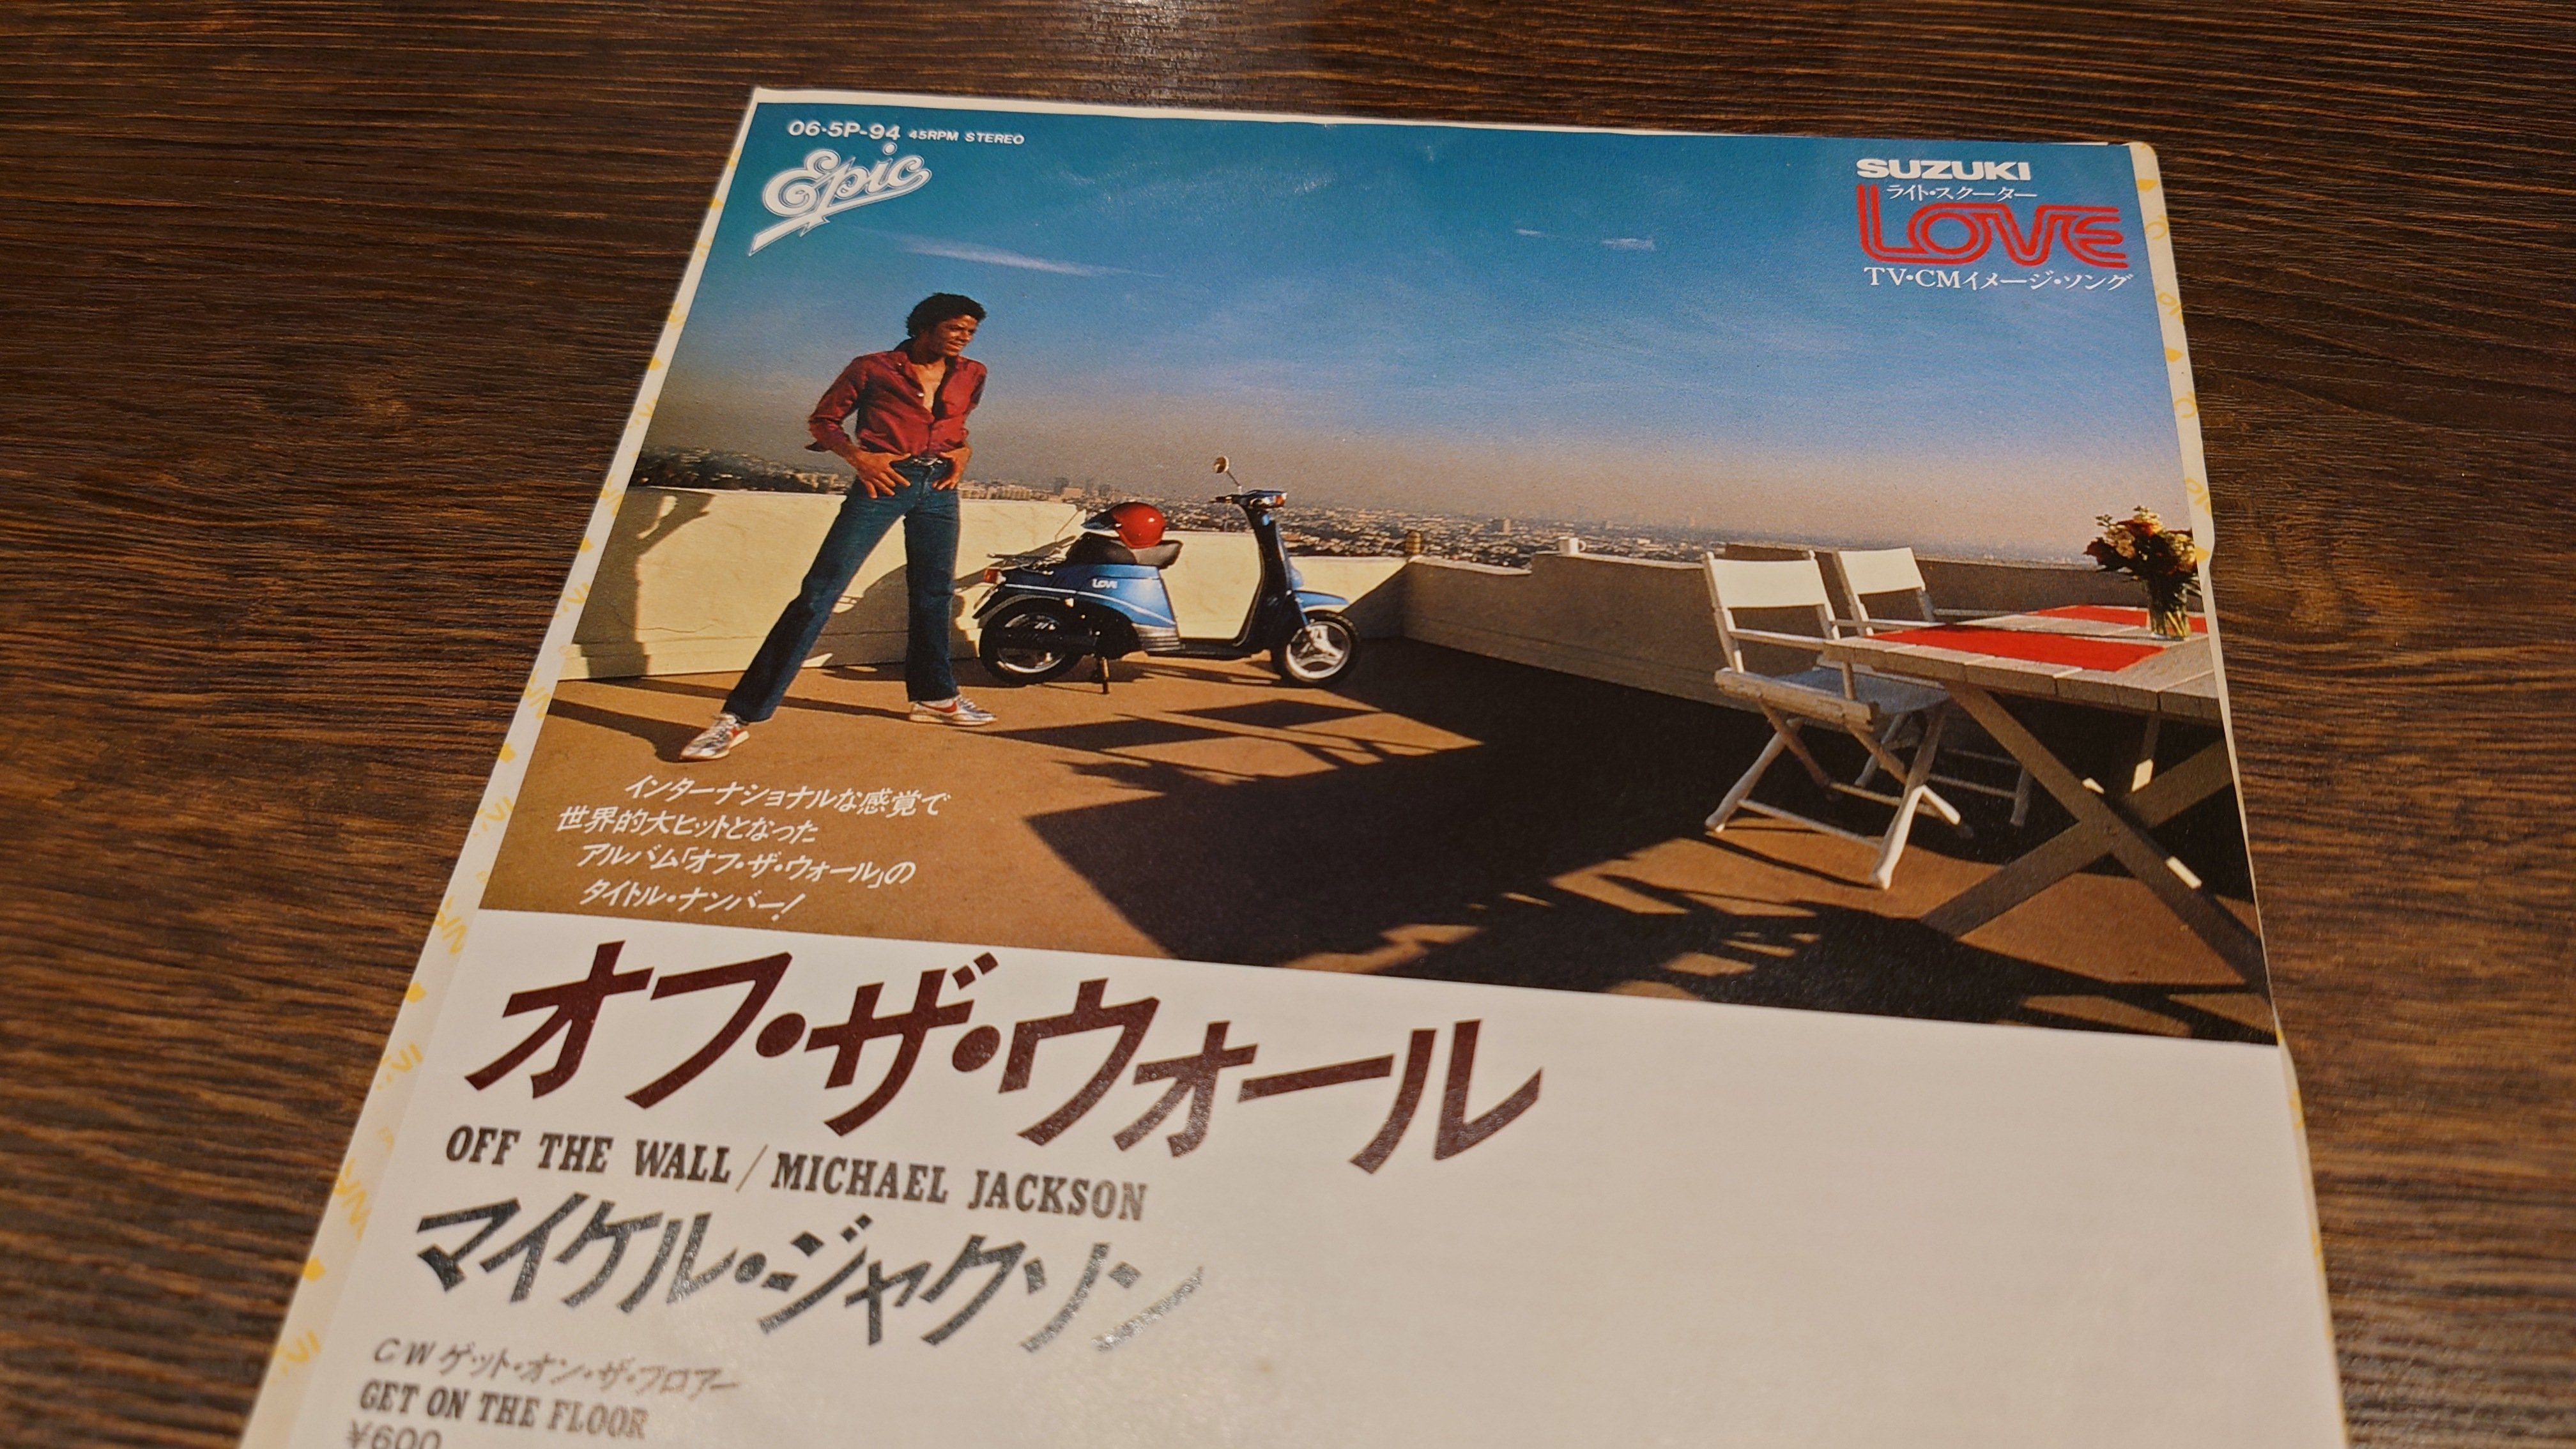 06・5P-94 45RPM STEREO
Epic
SUZUKI
ライト・スクーター
LOVE
TV・CMイメージ・ソング
LOVE
インターナショナルな感覚で
世界的大ヒットとなった
アルバム「オフ・ザ・ウォール」の
タイトル・ナンバー!
オフ・ザ・ウォール
OFF THE WALL/MICHAEL JACKSON
マイケル・ジャクソン
CWゲット・オン・ザ・フロアー
GET ON THE FLOOR
¥600